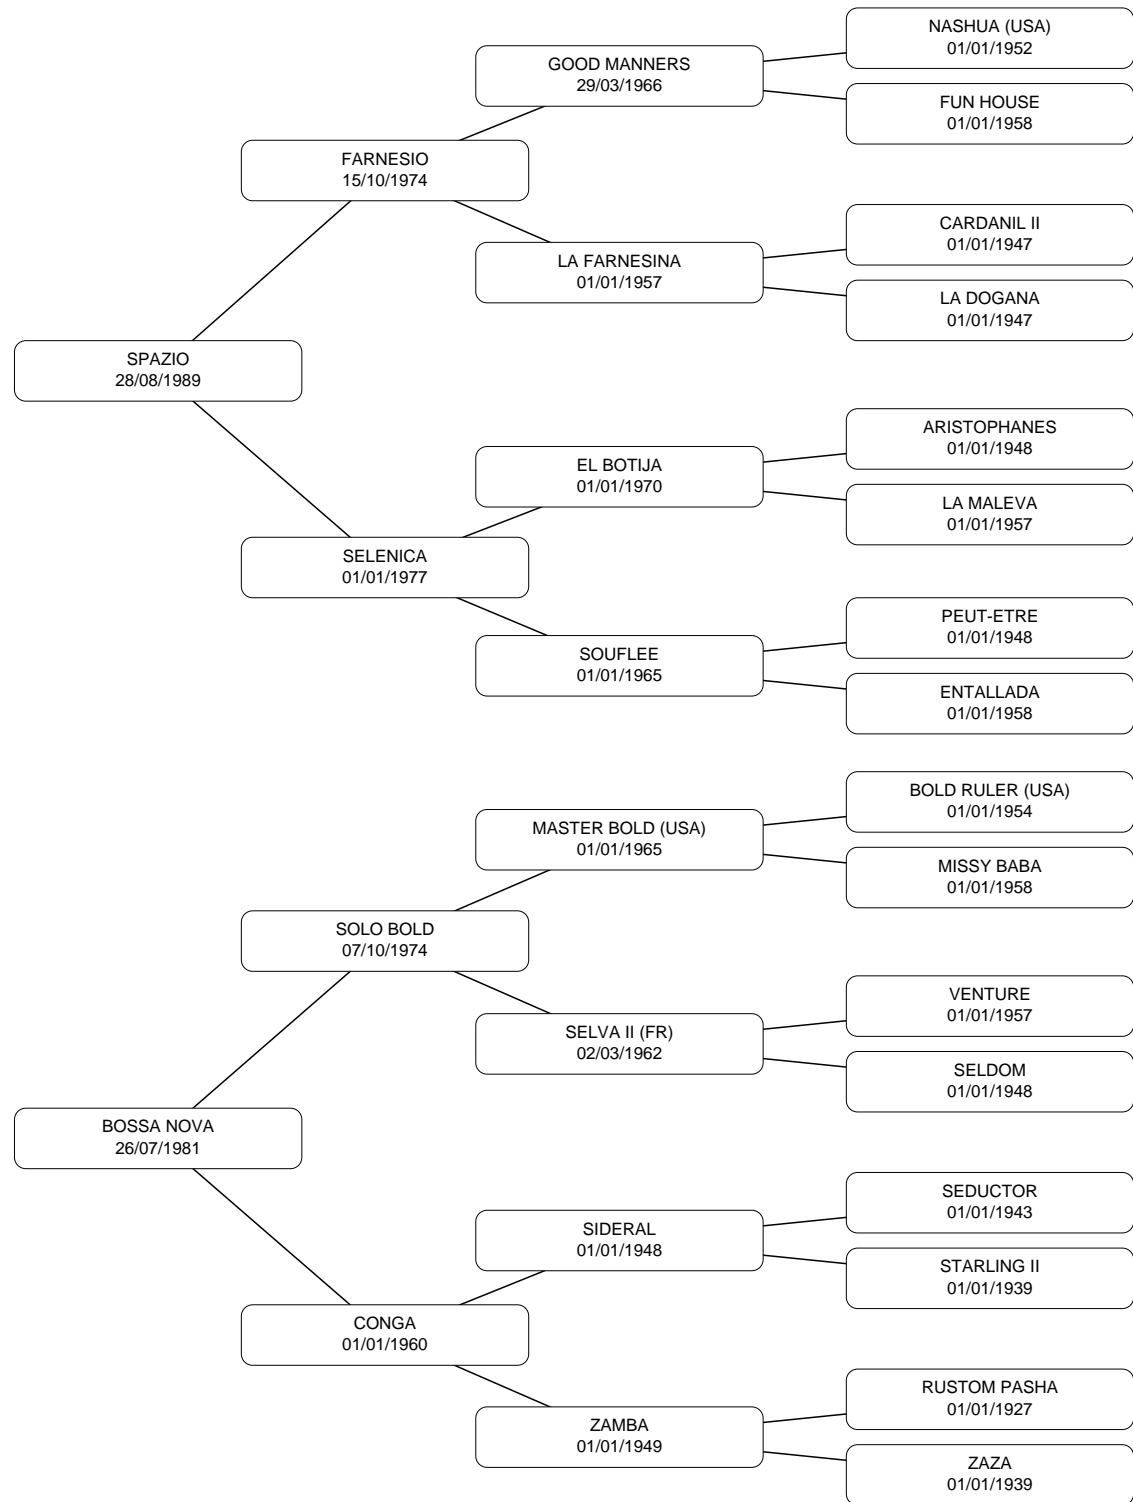 NASHUA (USA)
01/01/1952
GOOD MANNERS
29/03/1966
FUN HOUSE
01/01/1958
FARNESIO
15/10/1974
CARDANIL II
01/01/1947
LA FARNESINA
01/01/1957
LA DOGANA
01/01/1947
SPAZIO
28/08/1989
ARISTOPHANES
01/01/1948
EL BOTIJA
01/01/1970
LA MALEVA
01/01/1957
SELENICA
01/01/1977
PEUT-ETRE
01/01/1948
SOUFLEE
01/01/1965
ENTALLADA
01/01/1958
BOLD RULER (USA)
01/01/1954
MASTER BOLD (USA)
01/01/1965
MISSY BABA
01/01/1958
SOLO BOLD
07/10/1974
VENTURE
01/01/1957
SELVA II (FR)
02/03/1962
SELDOM
01/01/1948
BOSSA NOVA
26/07/1981
SEDUCTOR
01/01/1943
SIDERAL
01/01/1948
STARLING II
01/01/1939
CONGA
01/01/1960
RUSTOM PASHA
01/01/1927
ZAMBA
01/01/1949
ZAZA
01/01/1939